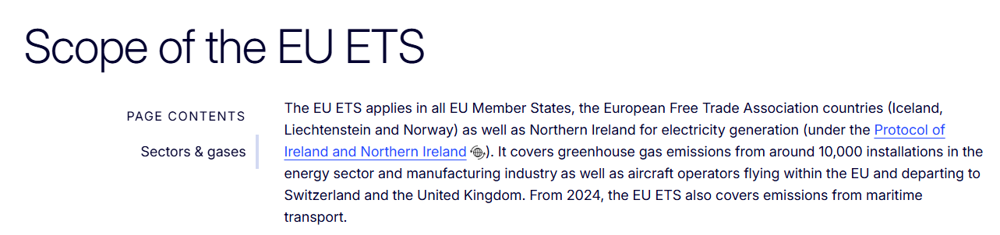 Scope of the EU ETS
PAGE CONTENTS
Sectors & gases
The EU ETS applies in all EU Member States, the European Free Trade Association countries (Iceland,
Liechtenstein and Norway) as well as Northern Ireland for electricity generation (under the Protocol of
Ireland and Northern Ireland). It covers greenhouse gas emissions from around 10,000 installations in the
energy sector and manufacturing industry as well as aircraft operators flying within the EU and departing to
Switzerland and the United Kingdom. From 2024, the EU ETS also covers emissions from maritime
transport.